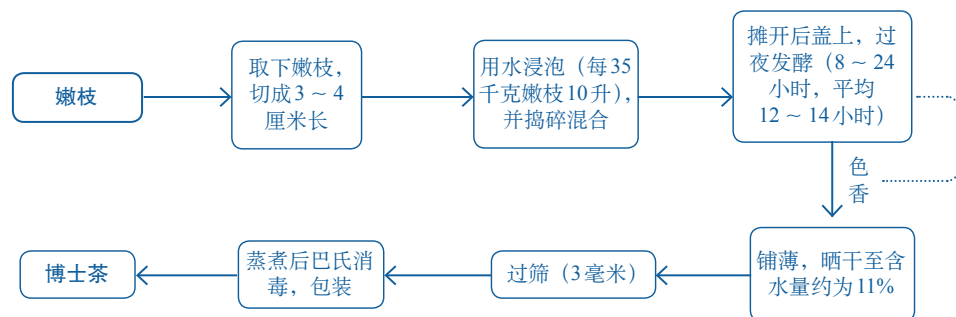 嫩枝
取下嫩枝，
切成3～4
厘米长
用水浸泡（每35
千克嫩枝10升），
并捣碎混合
摊开后盖上，过
夜发酵（8～24
小时，平均
12～14小时）
色
香
铺薄，晒干至含
水量约为11%
过筛（3毫米）
蒸煮后巴氏消
毒，包装
博士茶